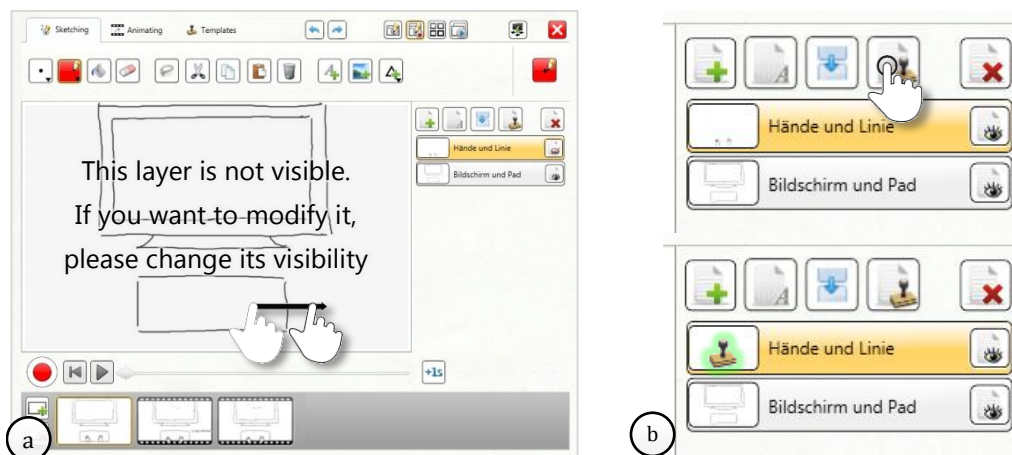 Sketching Animating Templates
Hände und Linie
Bildschirm und Pad
This layer is not visible.
If you want to modify it,
please change its visibility
+1s
a
A
Hände und Linie
Bildschirm und Pad
A
Hände und Linie
Bildschirm und Pad
b